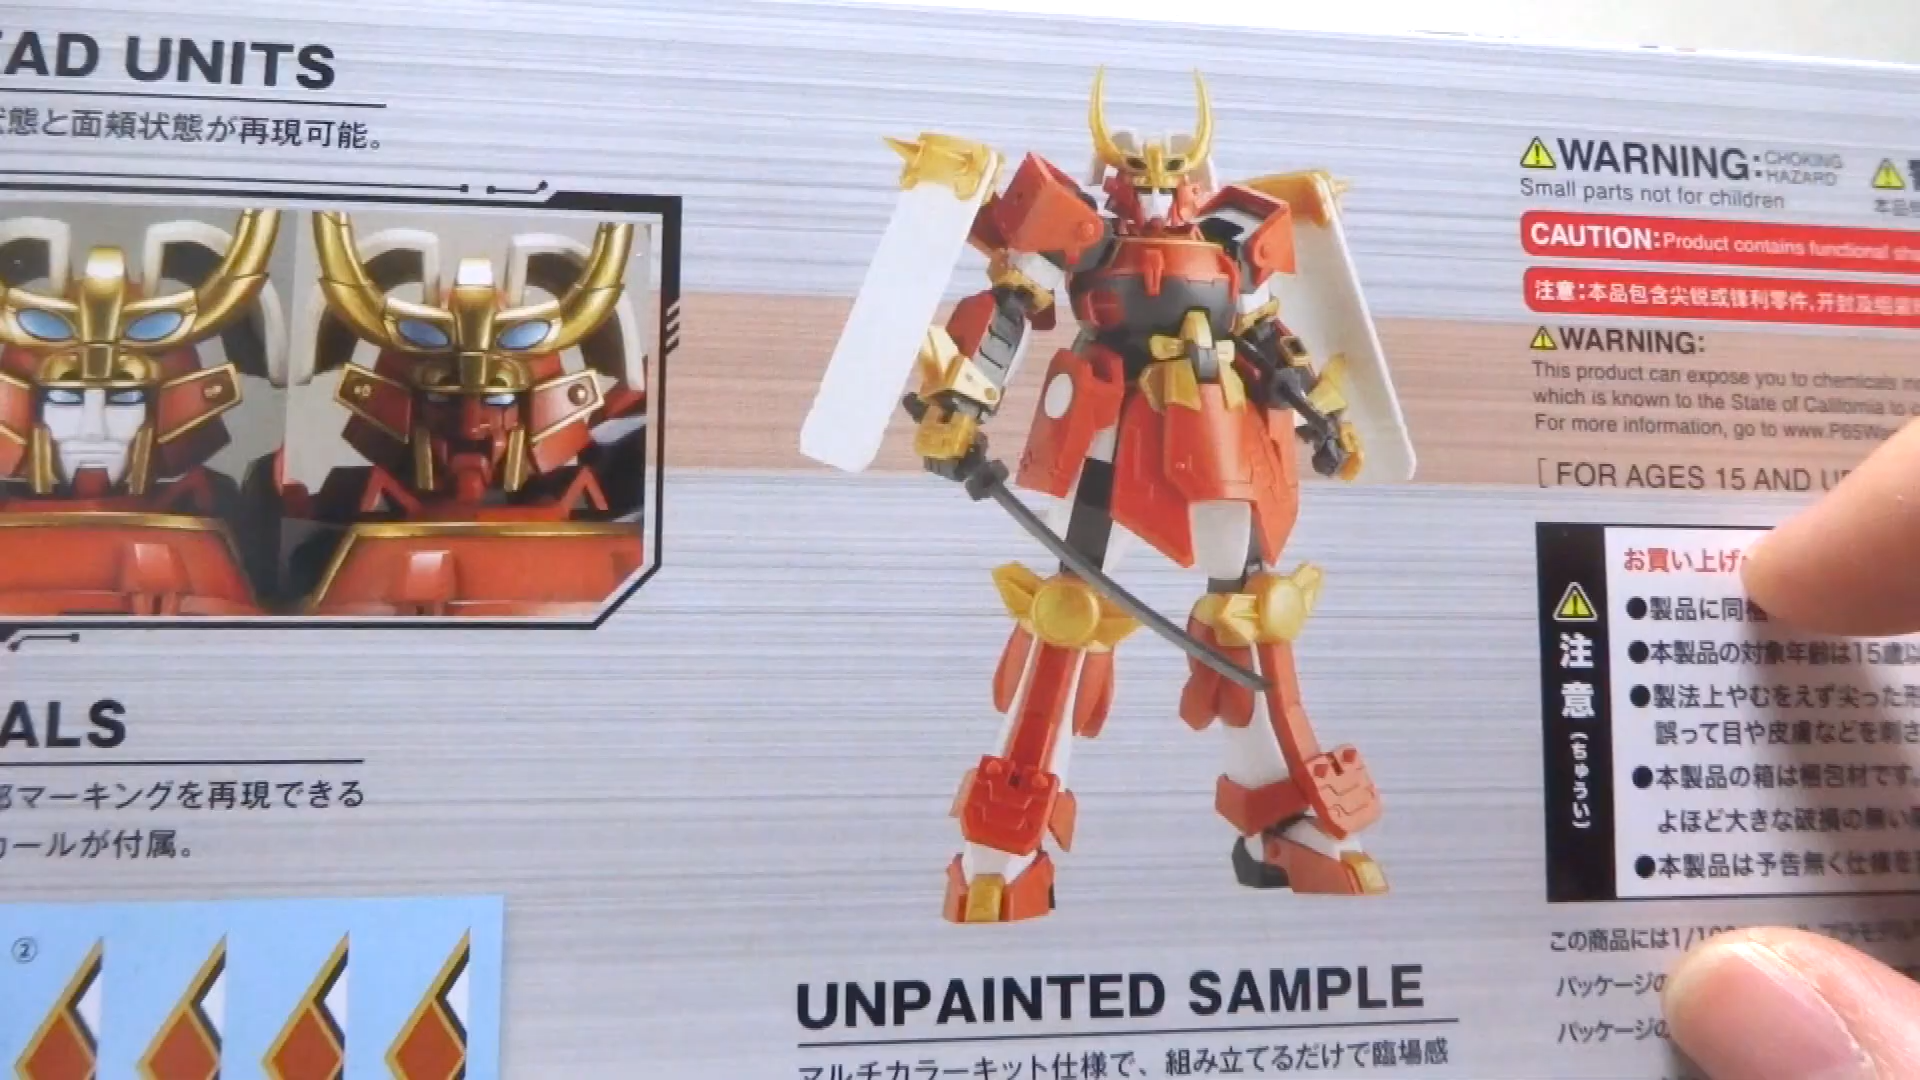 UNITS
態と面頬状態が再現可能。
ALS
マーキングを再現できる
ールが付属。
②
UNPAINTED SAMPLE
マルチカラーキット仕様で、組み立てるだけで臨場感
WARNING: CHOKING HAZARD
Small parts not for children
CAUTION: Product contains functional
注意:本品包含尖锐或锋利零件,开封及组装
WARNING:
This product can expose you to chemicals
which is known to the State of California to
For more information, go to
[FOR AGES 15 AND
注意(ちゅうい)
お買い上げ
●製品に同梱
●本製品の対象年齢は15歳以
●製法上やむをえず尖った形
誤って目や皮膚などを刺さ
●本製品の箱は梱包材です。
よほど大きな破損の無い
●本製品は予告無く仕様を
この商品には
パッケージの
パッケージの